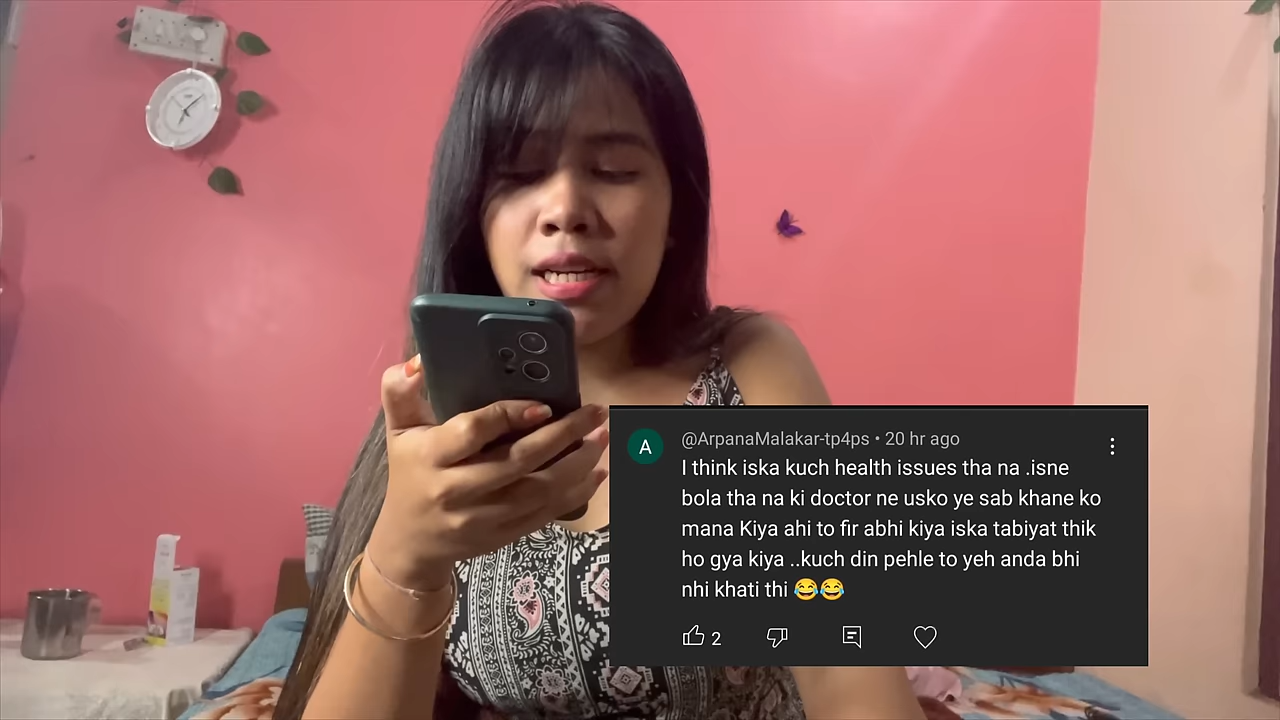 A
@ArpanaMalakar-tp4ps • 20 hr ago
I think iska kuch health issues tha na .isne
bola tha na ki doctor ne usko ye sab khane ko
mana Kiya ahi to fir abhi kiya iska tabiyat thik
ho gya kiya ..kuch din pehle to yeh anda bhi
nhi khati thi 😂😂
2